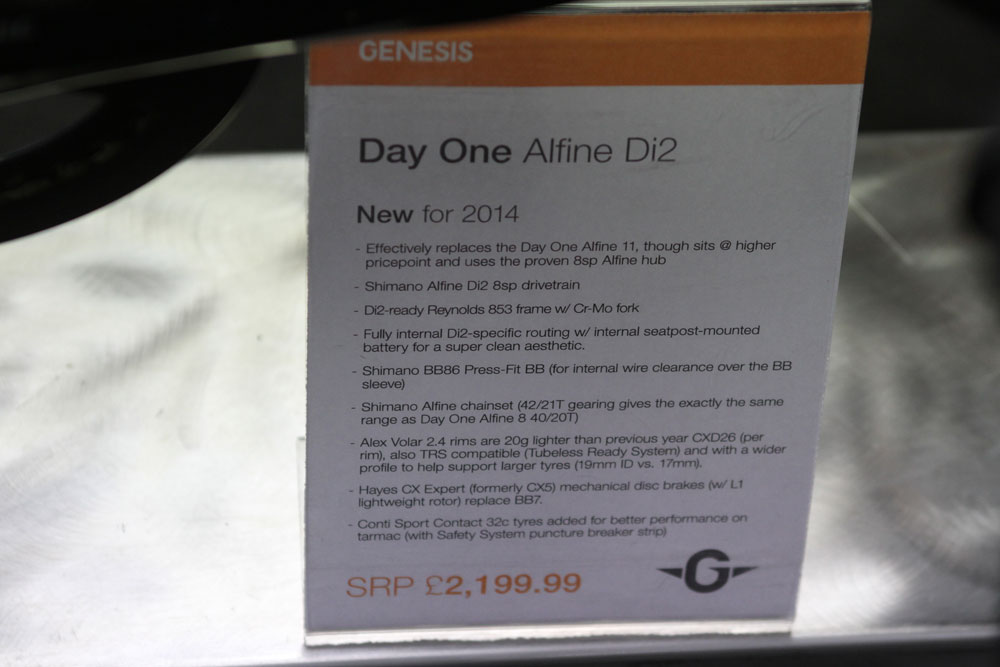 GENESIS
Day One Alfine Di2
New for 2014
- Effectively replaces the Day One Alfine 11, though sits @ higher
pricepoint and uses the proven 8sp Alfine hub
- Shimano Alfine Di2 8sp drivetrain
- Di2-ready Reynolds 853 frame w/ Cr-Mo fork
- Fully internal Di2-specific routing w/ internal seatpost-mounted
battery for a super clean aesthetic.
- Shimano BB86 Press-Fit BB (for internal wire clearance over the BB
sleeve)
- Shimano Alfine chainset (42/21T gearing gives the exactly the same
range as Day One Alfine 8 40/20T)
- Alex Volar 2.4 rims are 20g lighter than previous year CXD26 (per
rim), also TRS compatible (Tubeless Ready System) and with a wider
profile to help support larger tyres (19mm ID vs. 17mm).
- Hayes CX Expert (formerly CX5) mechanical disc brakes (w/ L1
lightweight rotor) replace BB7.
- Conti Sport Contact 32c tyres added for better performance on
tarmac (with Safety System puncture breaker strip)
SRP £2,199.99
G